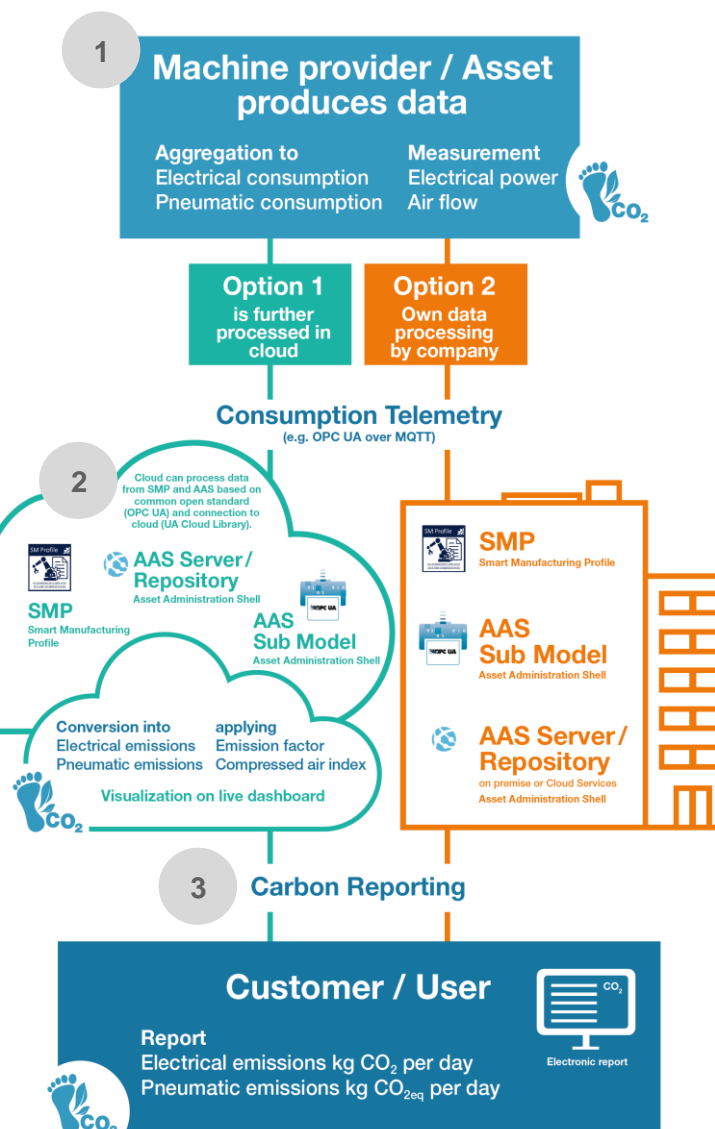 1
Machine provider / Asset
produces data
Aggregation to
Electrical consumption
Pneumatic consumption
Measurement
Electrical power
Air flow
CO₂
Option 1
is further
processed in
cloud
Option 2
Own data
processing
by company
Consumption Telemetry
(e.g. OPC UA over MQTT)
2
Cloud can process data
from SMP and AAS based on
common open standard
(OPC UA) and connection to
cloud (UA Cloud Library).
SM Profile
SMP
Smart Manufacturing
Profile
AAS Server/
Repository
Asset Administration Shell
OPC UA
AAS
Sub Model
Asset Administration Shell
Conversion into
Electrical emissions
Pneumatic emissions
applying
Emission factor
Compressed air index
Visualization on live dashboard
CO₂
SM Profile
SMP
Smart Manufacturing Profile
OPC UA
AAS
Sub Model
Asset Administration Shell
AAS Server/
Repository
on premise or Cloud Services
Asset Administration Shell
3
Carbon Reporting
Customer / User
Report
Electrical emissions kg CO₂ per day
Pneumatic emissions kg CO₂eq per day
CO₂
Electronic report
CO₂